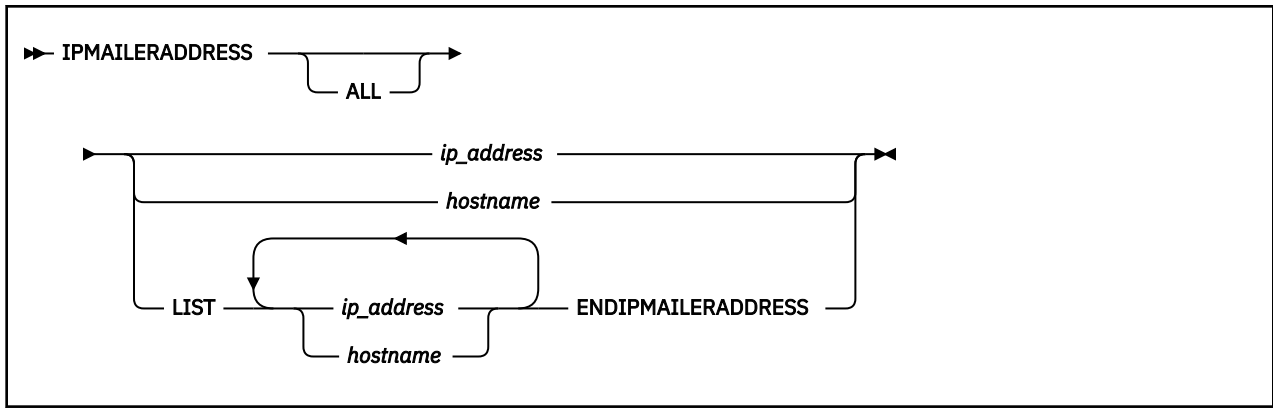 IPMAILERADDRESS
ALL
ip_address
hostname
LIST ip_address ENDIPMAILERADDRESS
hostname